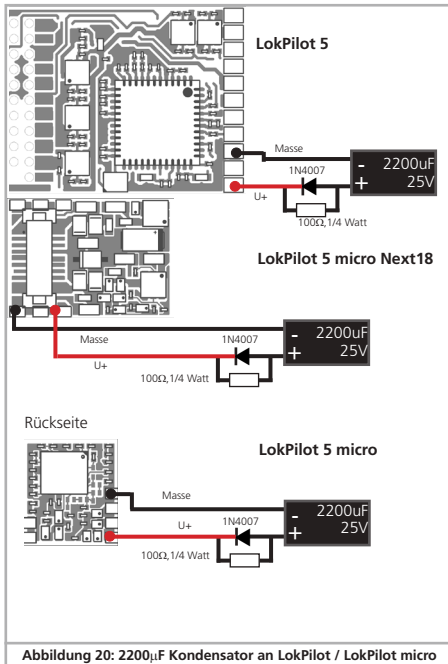 LokPilot 5
Masse
-
2200uF
1N4007
+
25V
U+
100Ω,1/4 Watt
LokPilot 5 micro Next18
Masse
-
2200uF
1N4007
+
25V
U+
100Ω,1/4 Watt
Rückseite
LokPilot 5 micro
Masse
-
2200uF
U+
1N4007
+
25V
100Ω,1/4 Watt
Abbildung 20: 2200µF Kondensator an LokPilot / LokPilot micro